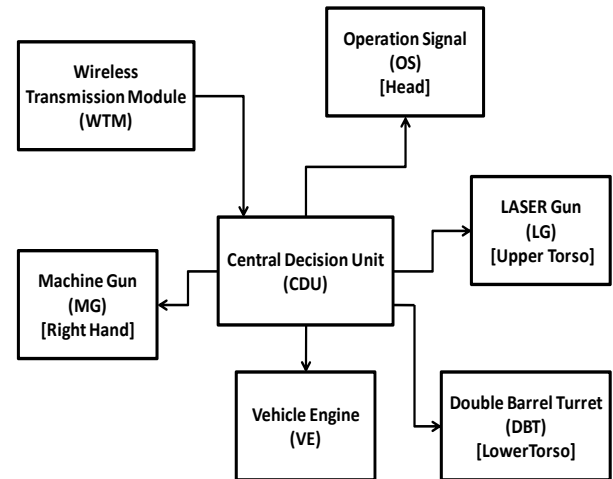 Operation Signal
(OS)
[Head]
Wireless
Transmission Module
(WTM)
LASER Gun
(LG)
[Upper Torso]
Central Decision Unit
(CDU)
Machine Gun
(MG)
[Right Hand]
Vehicle Engine
(VE)
Double Barrel Turret
(DBT)
[LowerTorso]